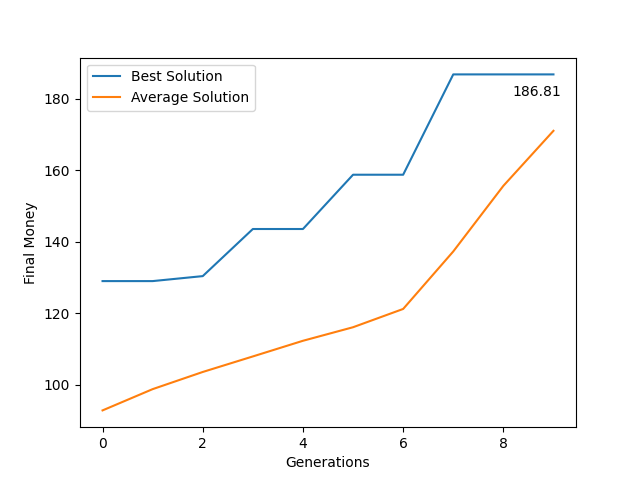 Best Solution
Average Solution
186.81
180
160
140
120
100
Final Money
0 2 4 6 8
Generations